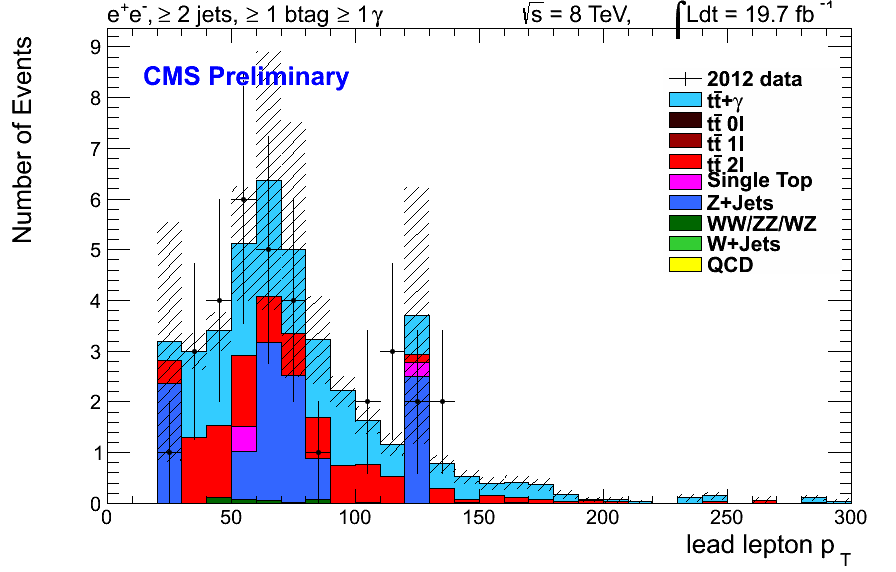 e⁺e⁻, ≥ 2 jets, ≥ 1 btag ≥ 1 γ √s = 8 TeV, ∫Ldt = 19.7 fb⁻¹
CMS Preliminary
Number of Events
9
8
7
6
5
4
3
2
1
0
2012 data
tt̄+γ
tt̄ 0l
tt̄ 1l
tt̄ 2l
Single Top
Z+Jets
WW/ZZ/WZ
W+Jets
QCD
0 50 100 150 200 250 300
lead lepton p_T